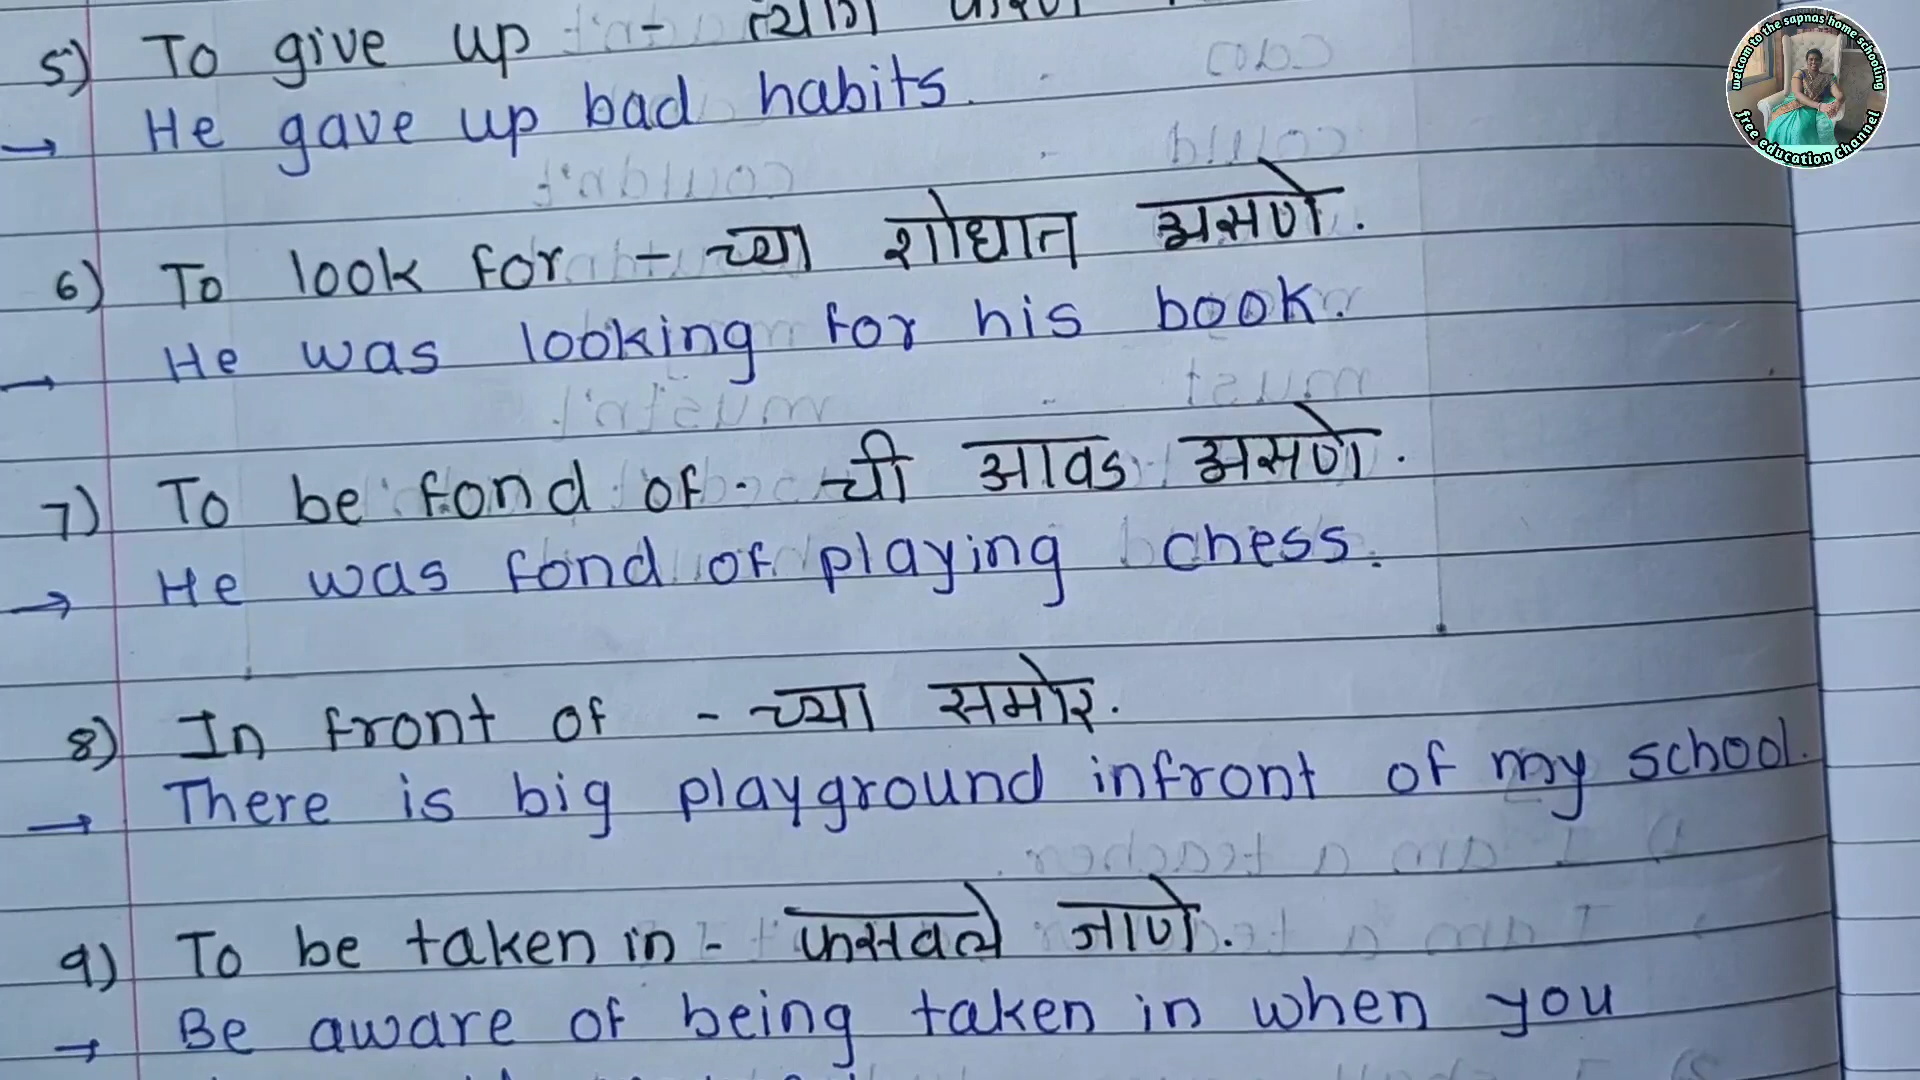 5) To give up - त्याग करणे
→ He gave up bad habits.
6) To look for - च्या शोधात असणे.
→ He was looking for his book.
7) To be fond of - ची आवड असणे.
→ He was fond of playing chess.
8) In front of - च्या समोर.
→ There is big playground infront of my school.
9) To be taken in - फसवले जाणे.
→ Be aware of being taken in when you
welcom to the sapnas home schooling
free education channel